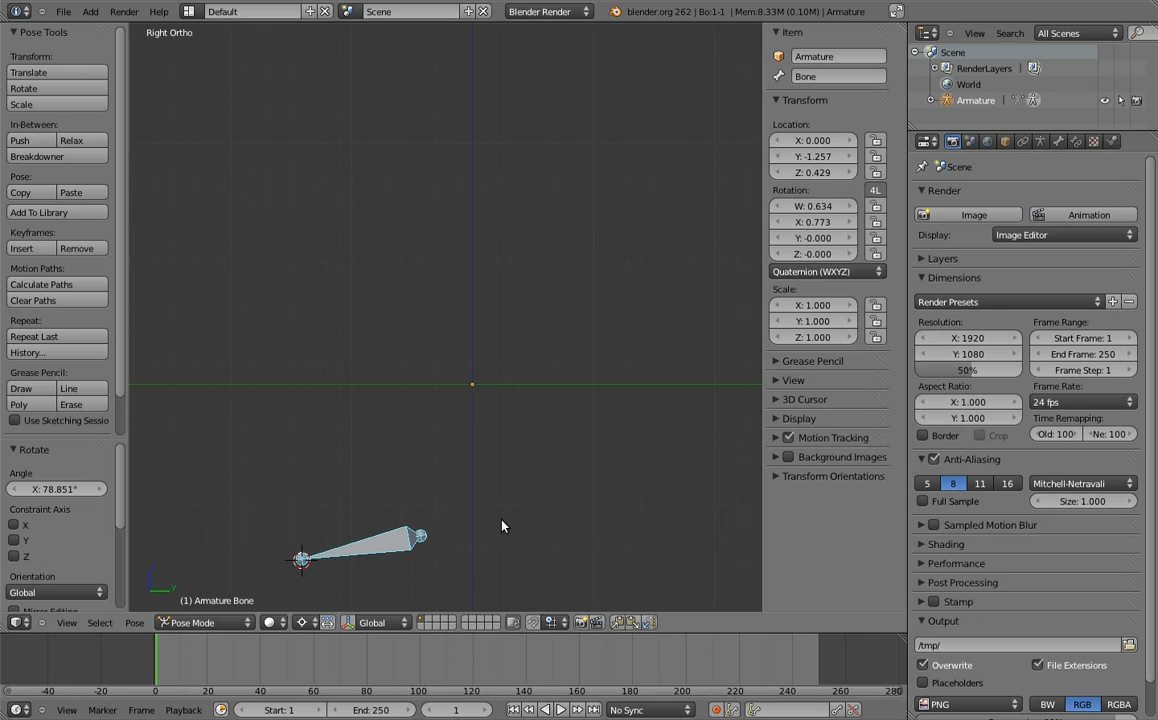 File Add Render Help Default Scene Blender Render blender.org 262 | Bo:1-1 | Mem:8.33M (0.10M) | Armature
Pose Tools
Transform:
Translate
Rotate
Scale
In-Between:
Push Relax
Breakdowner
Pose:
Copy Paste
Add To Library
Keyframes:
Insert Remove
Motion Paths:
Calculate Paths
Clear Paths
Repeat:
Repeat Last
History...
Grease Pencil:
Draw Line
Poly Erase
Use Sketching Sessio
Rotate
Angle
X: 78.851°
Constraint Axis
X
Y
Z
Orientation
Global
Right Ortho
y
(1) Armature Bone
Item
Armature
Bone
Transform
Location:
X: 0.000
Y: -1.257
Z: 0.429
Rotation: 4L
W: 0.634
X: 0.773
Y: -0.000
Z: -0.000
Quaternion (WXYZ)
Scale:
X: 1.000
Y: 1.000
Z: 1.000
Grease Pencil
View
3D Cursor
Display
Motion Tracking
Background Images
Transform Orientations
View Search All Scenes
Scene
RenderLayers |
World
Armature |
Scene
Render
Image Animation
Display: Image Editor
Layers
Dimensions
Render Presets
Resolution: Frame Range:
X: 1920 Start Frame: 1
Y: 1080 End Frame: 250
50% Frame Step: 1
Aspect Ratio: Frame Rate:
X: 1.000 24 fps
Y: 1.000 Time Remapping:
Border Crop Old: 100 Ne: 100
Anti-Aliasing
5 8 11 16 Mitchell-Netravali
Full Sample Size: 1.000
Sampled Motion Blur
Shading
Performance
Post Processing
Stamp
Output
/tmp/
Overwrite File Extensions
Placeholders
PNG BW RGB RGBA
View Select Pose Pose Mode Global
-40 -20 0 20 40 60 80 100 120 140 160 180 200 220 240 260 280
View Marker Frame Playback Start: 1 End: 250 1 No Sync